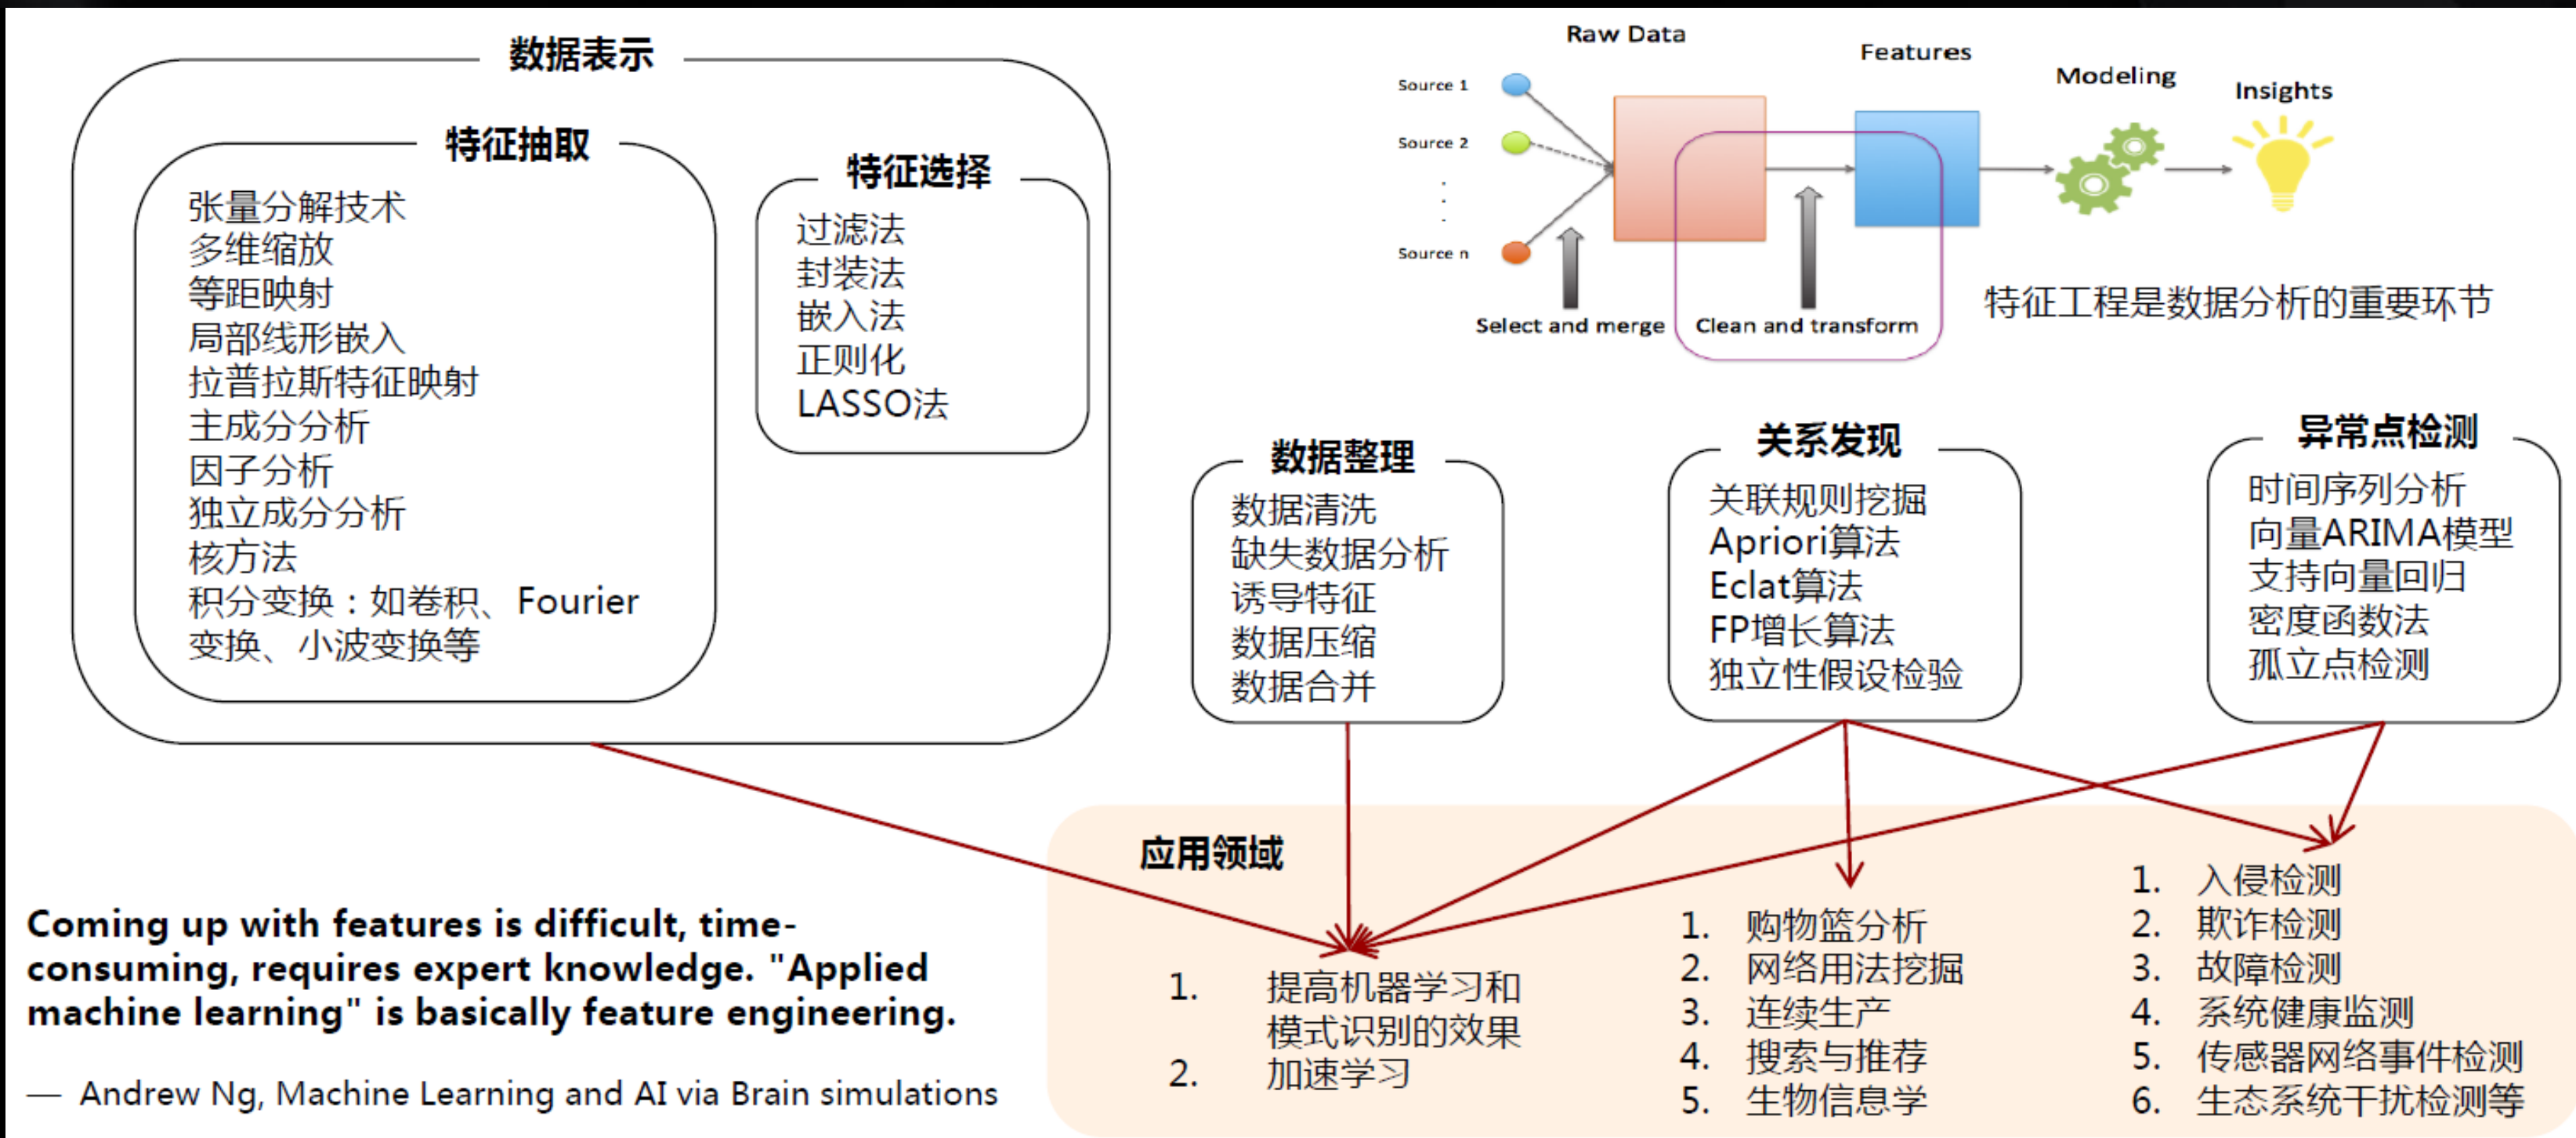 数据表示
特征抽取
张量分解技术
多维缩放
等距映射
局部线形嵌入
拉普拉斯特征映射
主成分分析
因子分析
独立成分分析
核方法
积分变换：如卷积、Fourier
变换、小波变换等
特征选择
过滤法
封装法
嵌入法
正则化
LASSO法
Raw Data
Features
Modeling
Insights
Source 1
Source 2
Source n
Select and merge
Clean and transform
特征工程是数据分析的重要环节
数据整理
数据清洗
缺失数据分析
诱导特征
数据压缩
数据合并
关系发现
关联规则挖掘
Apriori算法
Eclat算法
FP增长算法
独立性假设检验
异常点检测
时间序列分析
向量ARIMA模型
支持向量回归
密度函数法
孤立点检测
Coming up with features is difficult, time-
consuming, requires expert knowledge. "Applied
machine learning" is basically feature engineering.
— Andrew Ng, Machine Learning and AI via Brain simulations
应用领域
1. 提高机器学习和
模式识别的效果
2. 加速学习
1. 购物篮分析
2. 网络用法挖掘
3. 连续生产
4. 搜索与推荐
5. 生物信息学
1. 入侵检测
2. 欺诈检测
3. 故障检测
4. 系统健康监测
5. 传感器网络事件检测
6. 生态系统干扰检测等